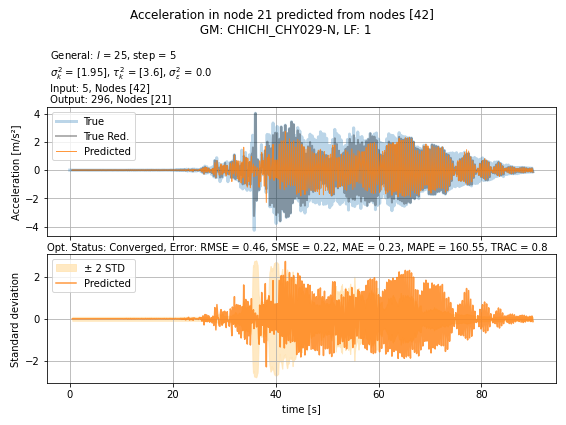 Acceleration in node 21 predicted from nodes [42]
GM: CHICHI_CHY029-N, LF: 1
General: l = 25, step = 5
σ²ₖ = [1.95], τ²ₖ = [3.6], σ²ε = 0.0
Input: 5, Nodes [42]
Output: 296, Nodes [21]
4
2
0
−2
−4
Acceleration [m/s²]
True
True Red.
Predicted
Opt. Status: Converged, Error: RMSE = 0.46, SMSE = 0.22, MAE = 0.23, MAPE = 160.55, TRAC = 0.8
2
0
−2
Standard deviation
± 2 STD
Predicted
0 20 40 60 80
time [s]